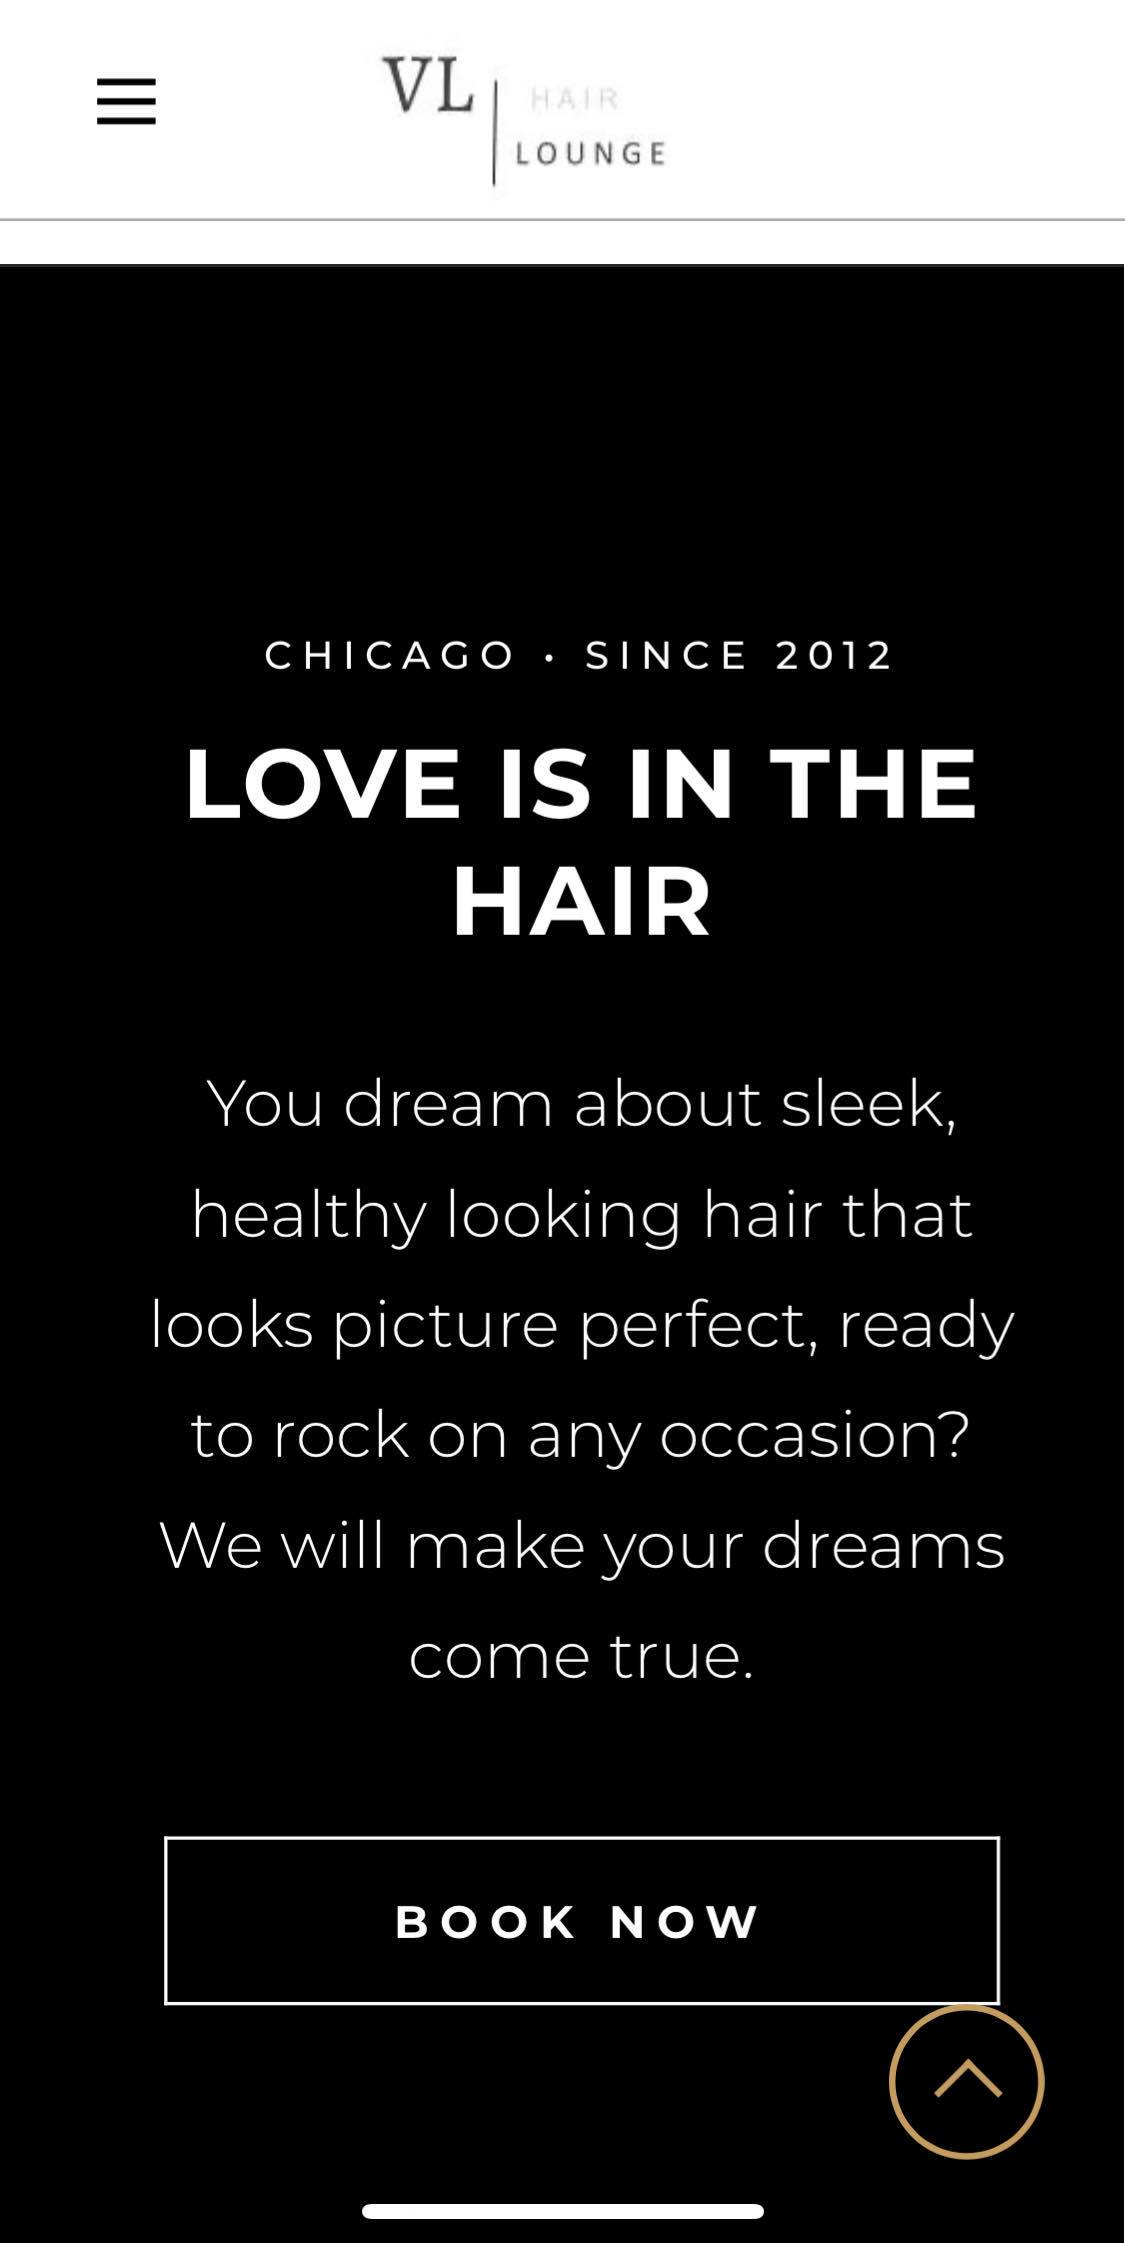 VL
HAIR
LOUNGE
CHICAGO • SINCE 2012
LOVE IS IN THE
HAIR
You dream about sleek,
healthy looking hair that
looks picture perfect, ready
to rock on any occasion?
We will make your dreams
come true.
BOOK NOW